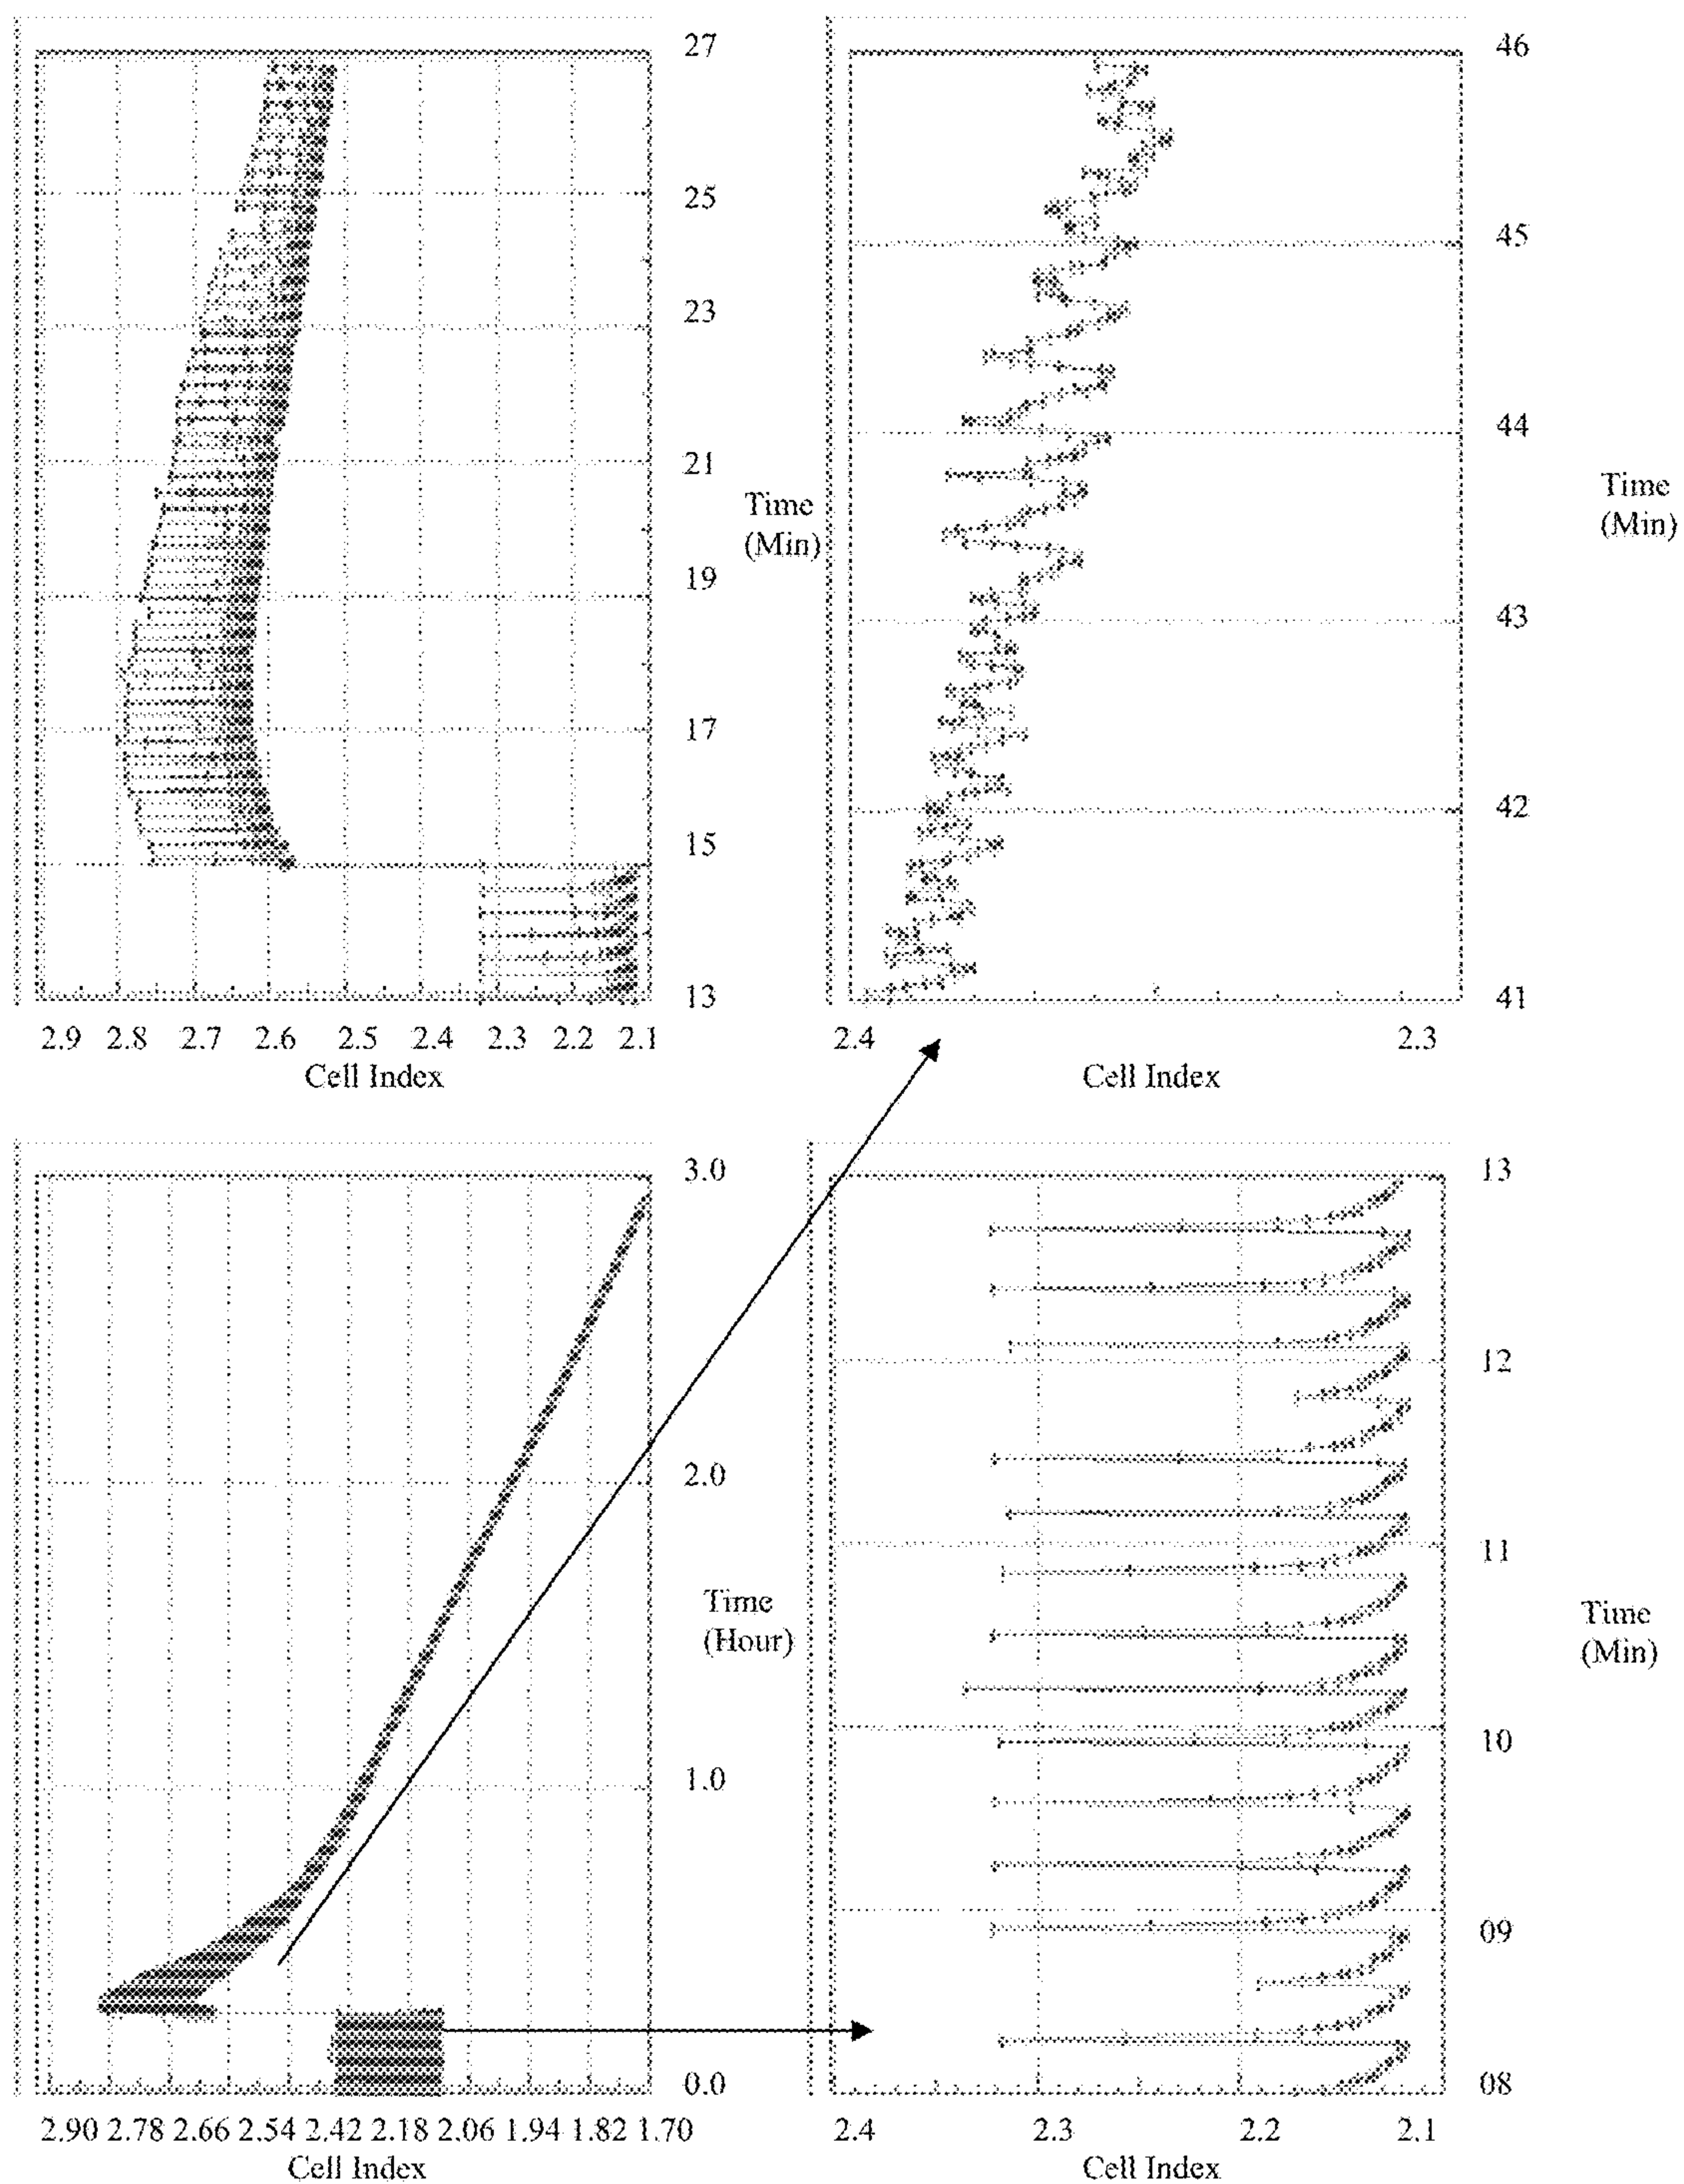 27
25
23
21
19
17
15
13
Time
(Min)
2.9 2.8 2.7 2.6 2.5 2.4 2.3 2.2 2.1
Cell Index
46
45
44
43
42
41
Time
(Min)
2.4 2.3
Cell Index
3.0
2.0
1.0
0.0
Time
(Hour)
2.90 2.78 2.66 2.54 2.42 2.18 2.06 1.94 1.82 1.70
Cell Index
13
12
11
10
09
08
Time
(Min)
2.4 2.3 2.2 2.1
Cell Index